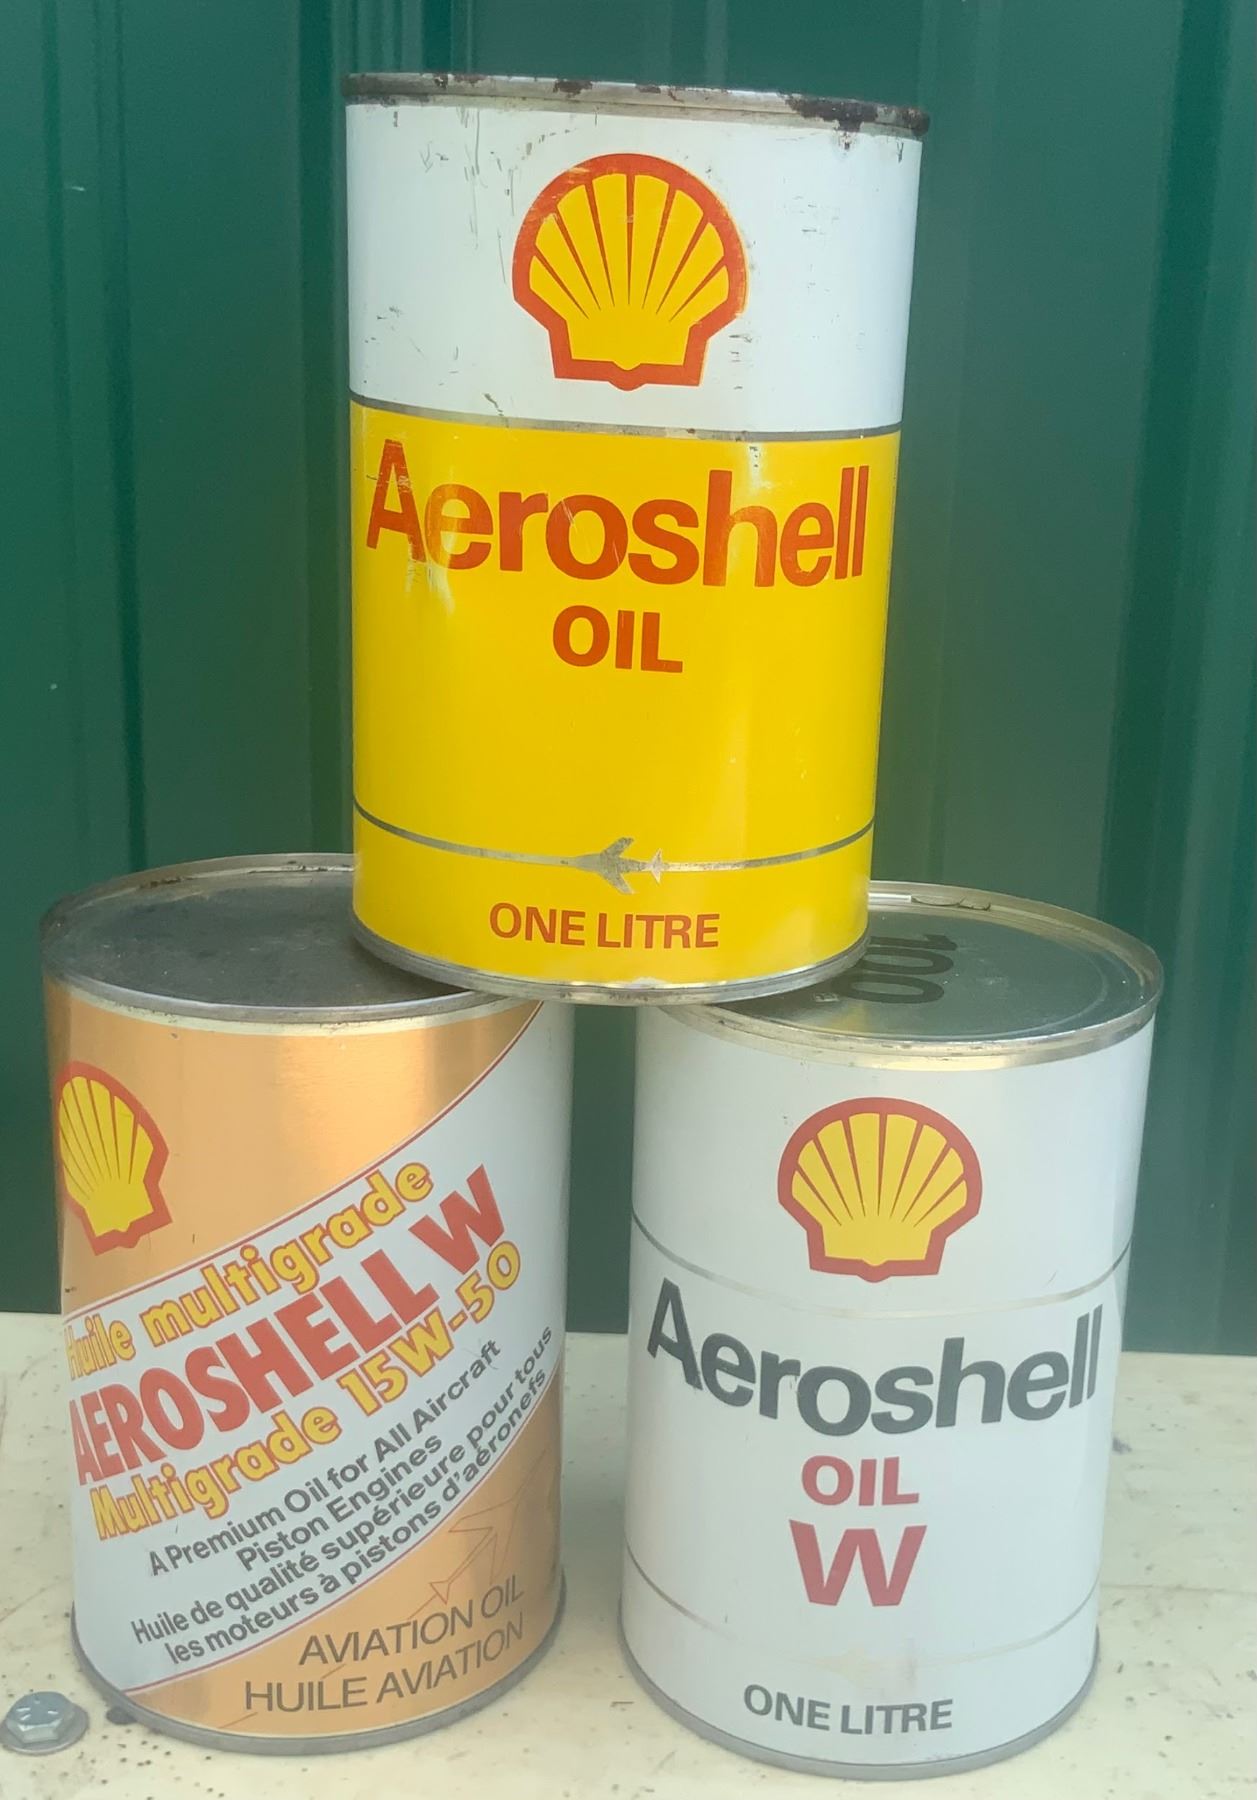 Aeroshell
OIL
ONE LITRE
Huile multigrade
AEROSHELL W
Multigrade 15W-50
A Premium Oil for All Aircraft
Piston Engines
Huile de qualité supérieure pour tous
les moteurs à pistons d'aéronefs
AVIATION OIL
HUILE AVIATION
100
Aeroshell
OIL
W
ONE LITRE